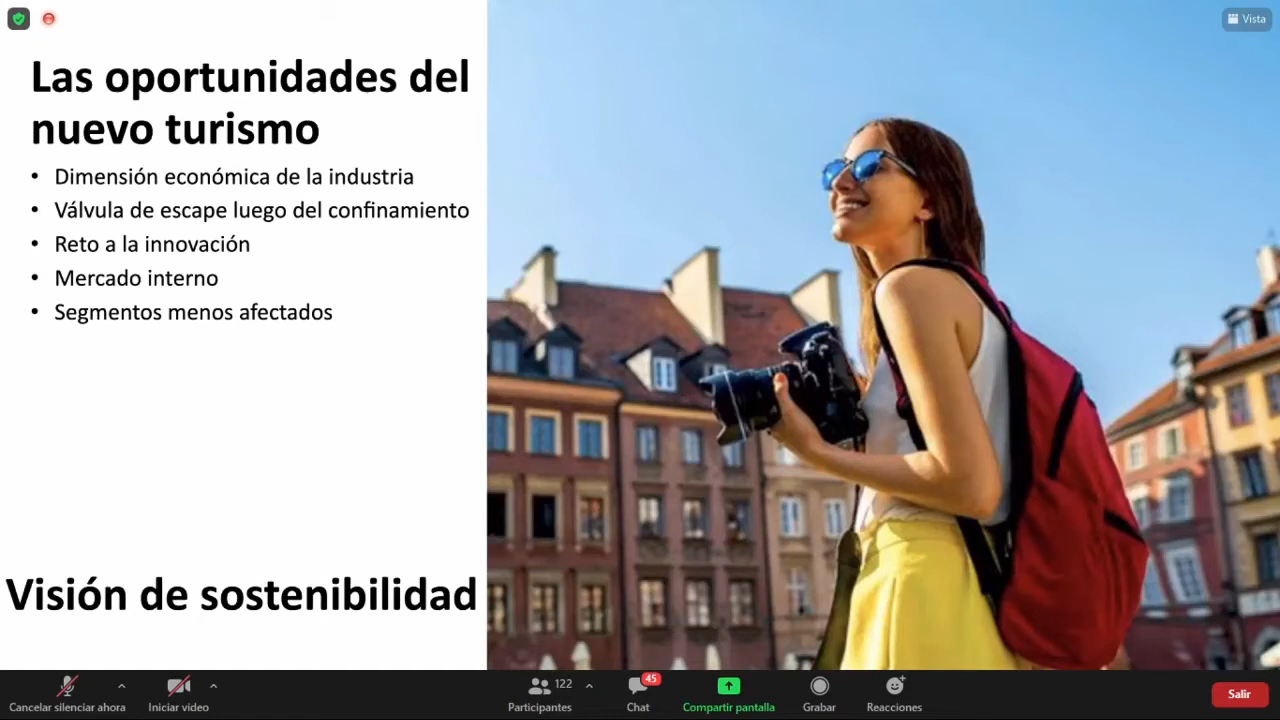 Vista
Las oportunidades del
nuevo turismo
• Dimensión económica de la industria
• Válvula de escape luego del confinamiento
• Reto a la innovación
• Mercado interno
• Segmentos menos afectados
Visión de sostenibilidad
Cancelar silenciar ahora
Iniciar video
122
Participantes
45
Chat
Compartir pantalla
Grabar
Reacciones
Salir